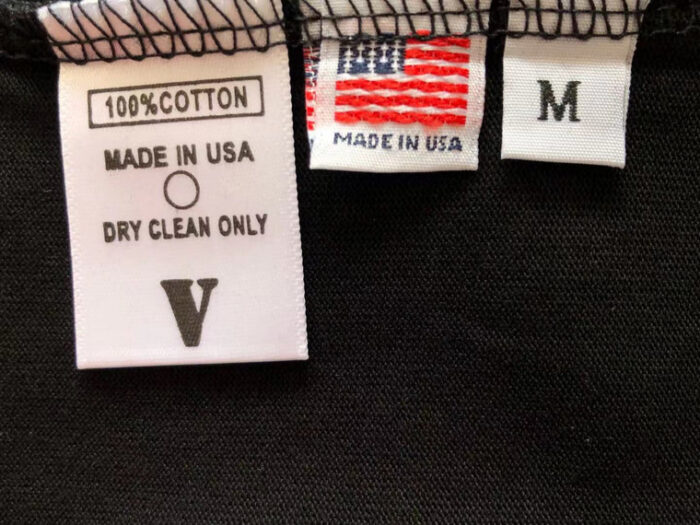 100%COTTON
MADE IN USA
DRY CLEAN ONLY
V
MADE IN USA
M